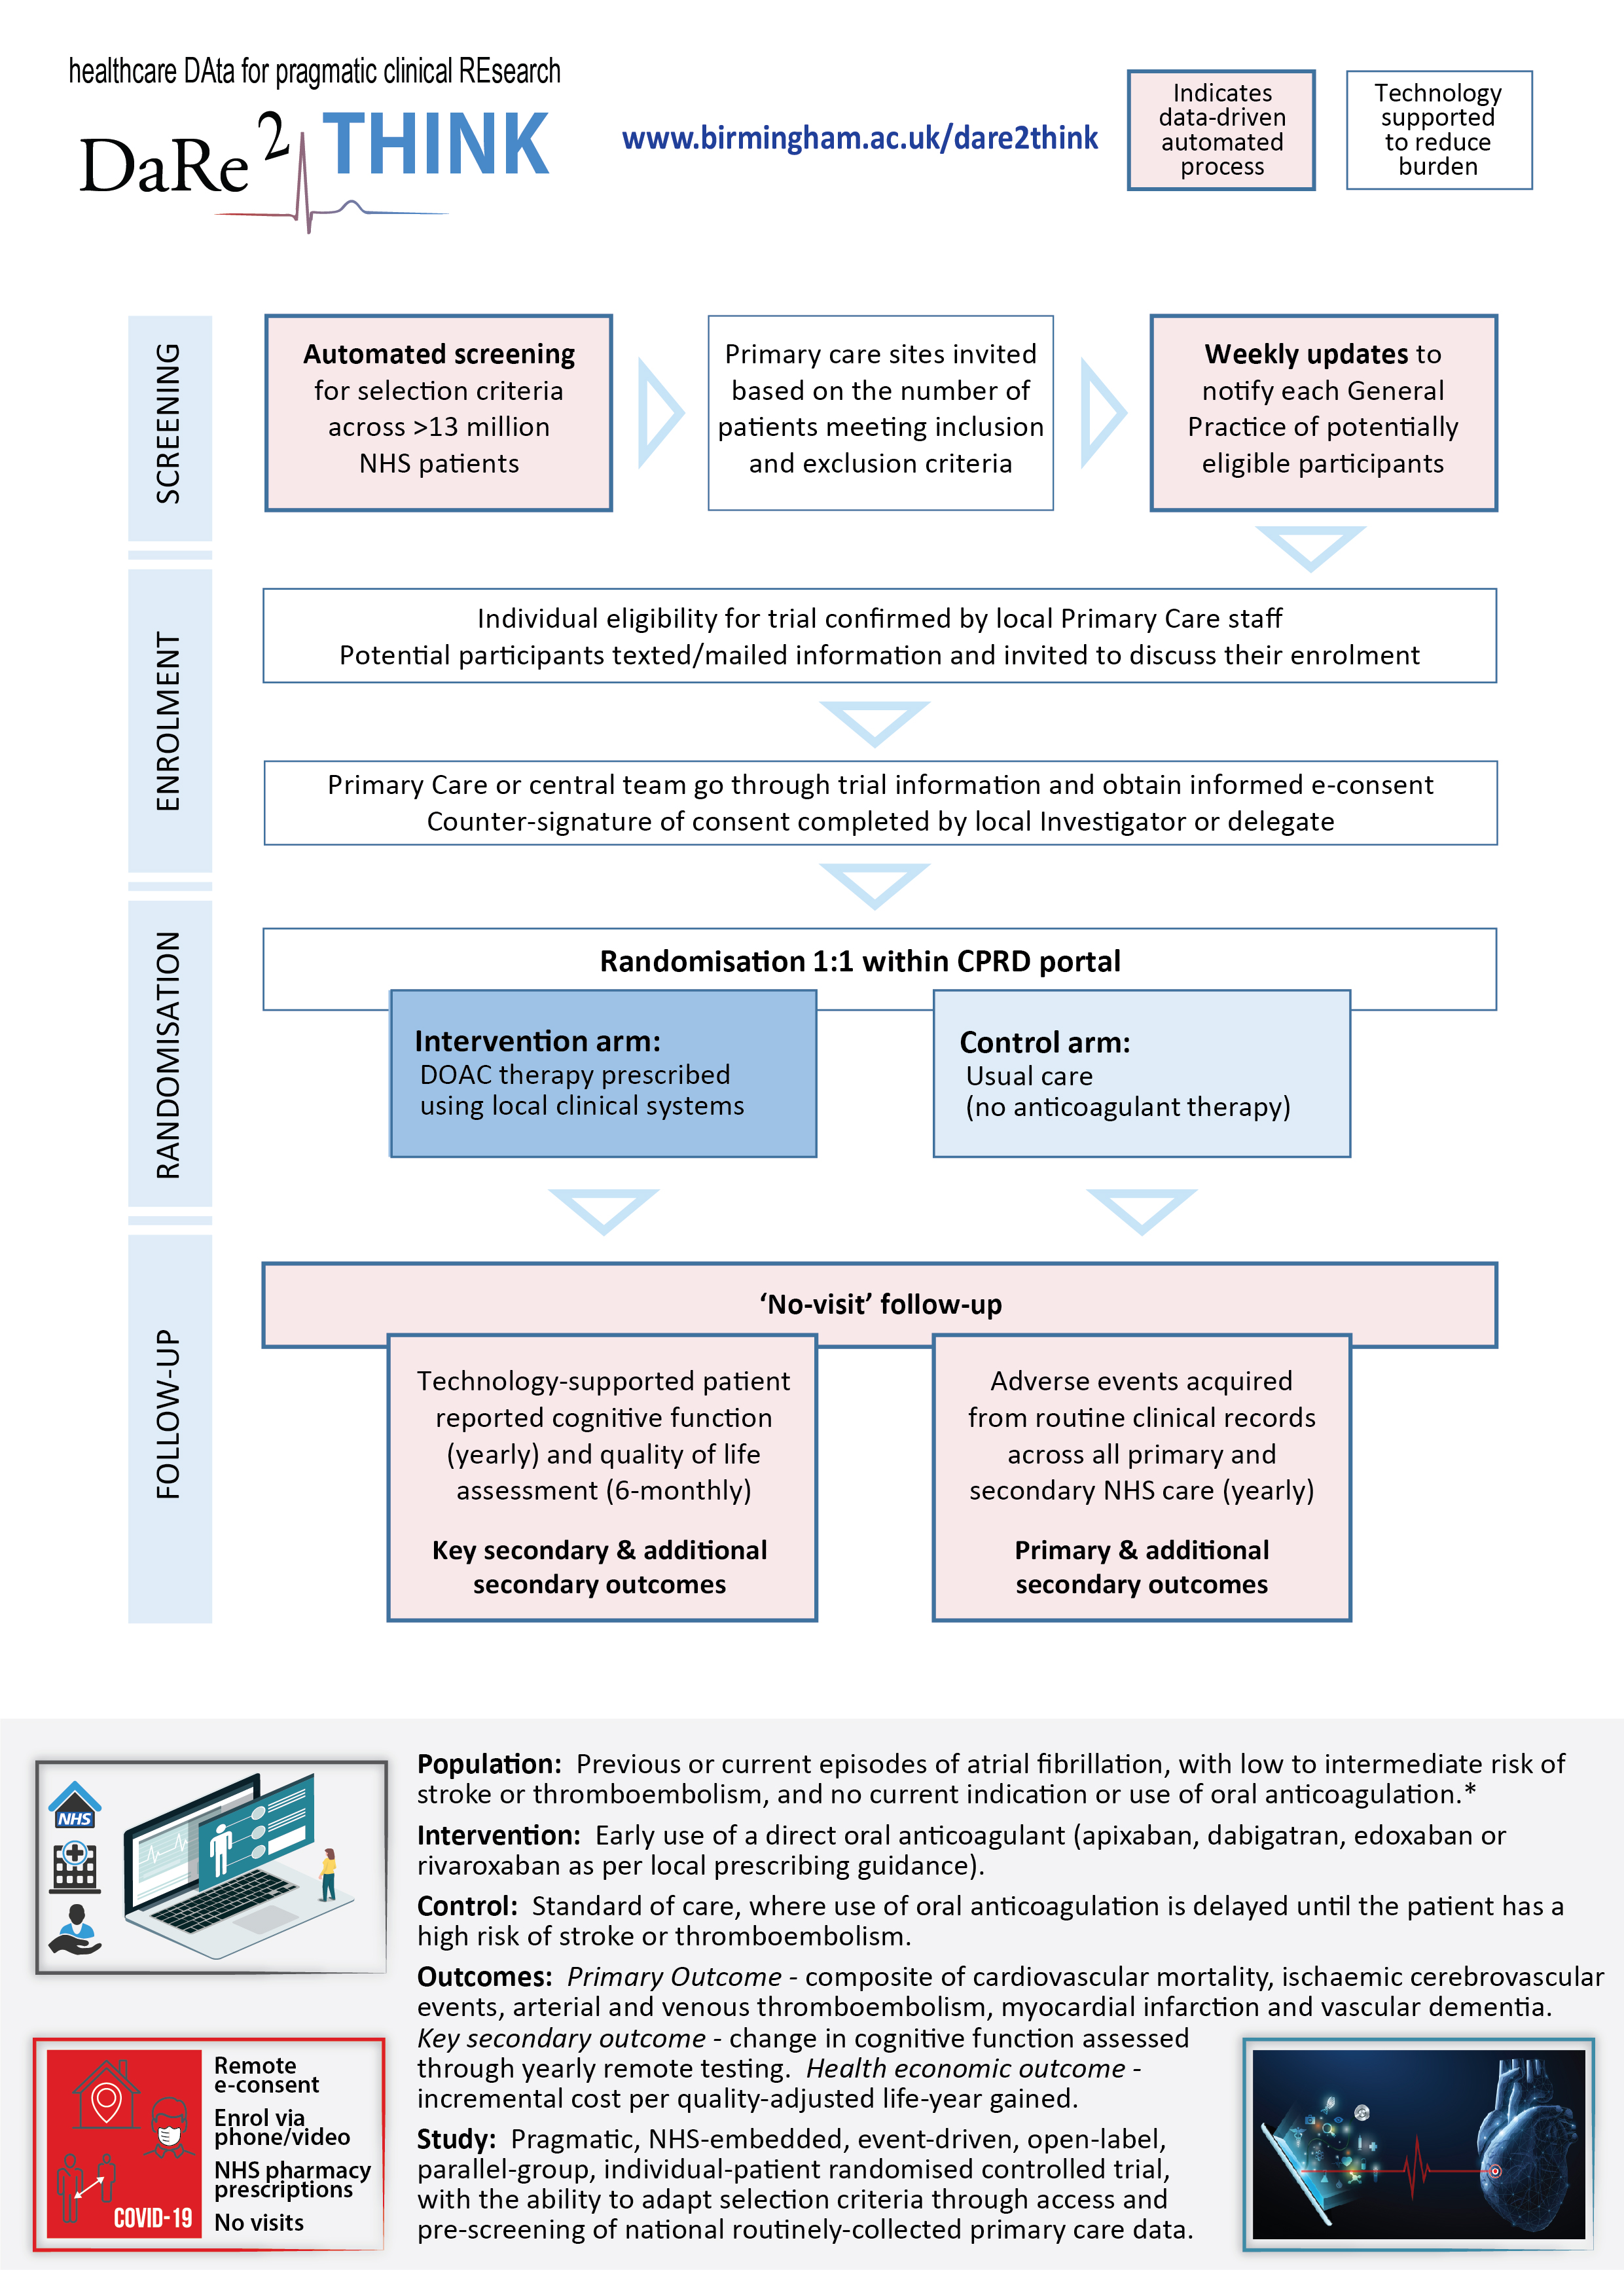 healthcare DAta for pragmatic clinical REsearch
DaRe2 THINK
www.birmingham.ac.uk/dare2think
Indicates
data-driven
automated
process
Technology
supported
to reduce
burden
SCREENING
Automated screening
for selection criteria
across >13 million
NHS patients
Primary care sites invited
based on the number of
patients meeting inclusion
and exclusion criteria
Weekly updates to
notify each General
Practice of potentially
eligible participants
ENROLMENT
Individual eligibility for trial confirmed by local Primary Care staff
Potential participants texted/mailed information and invited to discuss their enrolment
Primary Care or central team go through trial information and obtain informed e-consent
Counter-signature of consent completed by local Investigator or delegate
RANDOMISATION
Randomisation 1:1 within CPRD portal
Intervention arm:
DOAC therapy prescribed
using local clinical systems
Control arm:
Usual care
(no anticoagulant therapy)
FOLLOW-UP
‘No-visit’ follow-up
Technology-supported patient
reported cognitive function
(yearly) and quality of life
assessment (6-monthly)
Key secondary & additional
secondary outcomes
Adverse events acquired
from routine clinical records
across all primary and
secondary NHS care (yearly)
Primary & additional
secondary outcomes
NHS
Population: Previous or current episodes of atrial fibrillation, with low to intermediate risk of
stroke or thromboembolism, and no current indication or use of oral anticoagulation.*
Intervention: Early use of a direct oral anticoagulant (apixaban, dabigatran, edoxaban or
rivaroxaban as per local prescribing guidance).
Control: Standard of care, where use of oral anticoagulation is delayed until the patient has a
high risk of stroke or thromboembolism.
Outcomes: Primary Outcome - composite of cardiovascular mortality, ischaemic cerebrovascular
events, arterial and venous thromboembolism, myocardial infarction and vascular dementia.
Key secondary outcome - change in cognitive function assessed
through yearly remote testing. Health economic outcome -
incremental cost per quality-adjusted life-year gained.
Study: Pragmatic, NHS-embedded, event-driven, open-label,
parallel-group, individual-patient randomised controlled trial,
with the ability to adapt selection criteria through access and
pre-screening of national routinely-collected primary care data.
COVID-19
Remote
e-consent
Enrol via
phone/video
NHS pharmacy
prescriptions
No visits